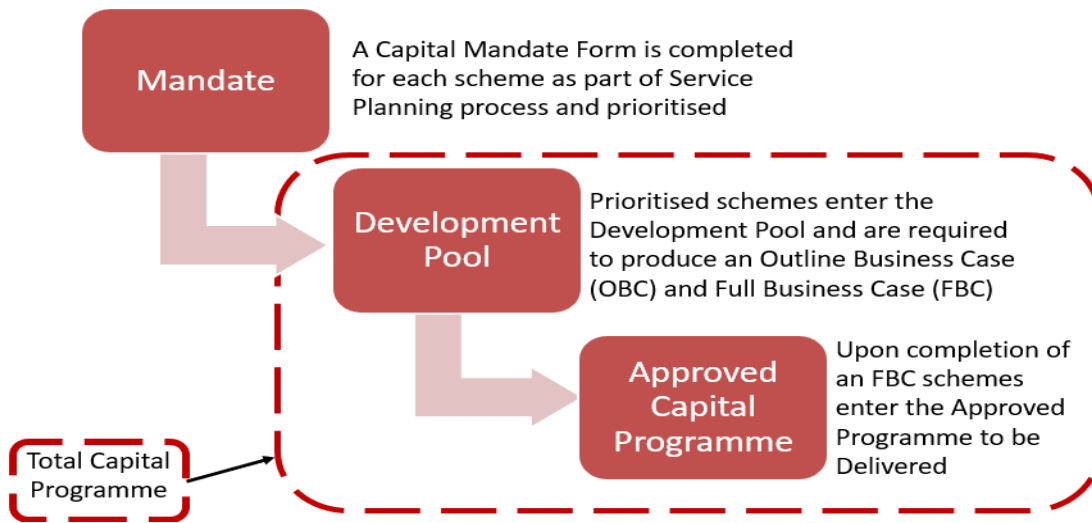 Mandate
A Capital Mandate Form is completed
for each scheme as part of Service
Planning process and prioritised
Development
Pool
Prioritised schemes enter the
Development Pool and are required
to produce an Outline Business Case
(OBC) and Full Business Case (FBC)
Approved
Capital
Programme
Upon completion of
an FBC schemes
enter the Approved
Programme to be
Delivered
Total Capital
Programme